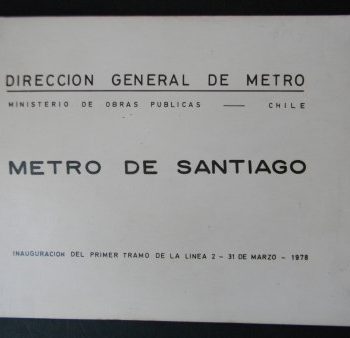 DIRECCION GENERAL DE METRO
MINISTERIO DE OBRAS PUBLICAS — CHILE
METRO DE SANTIAGO
INAUGURACION DEL PRIMER TRAMO DE LA LINEA 2 - 31 DE MARZO - 1978